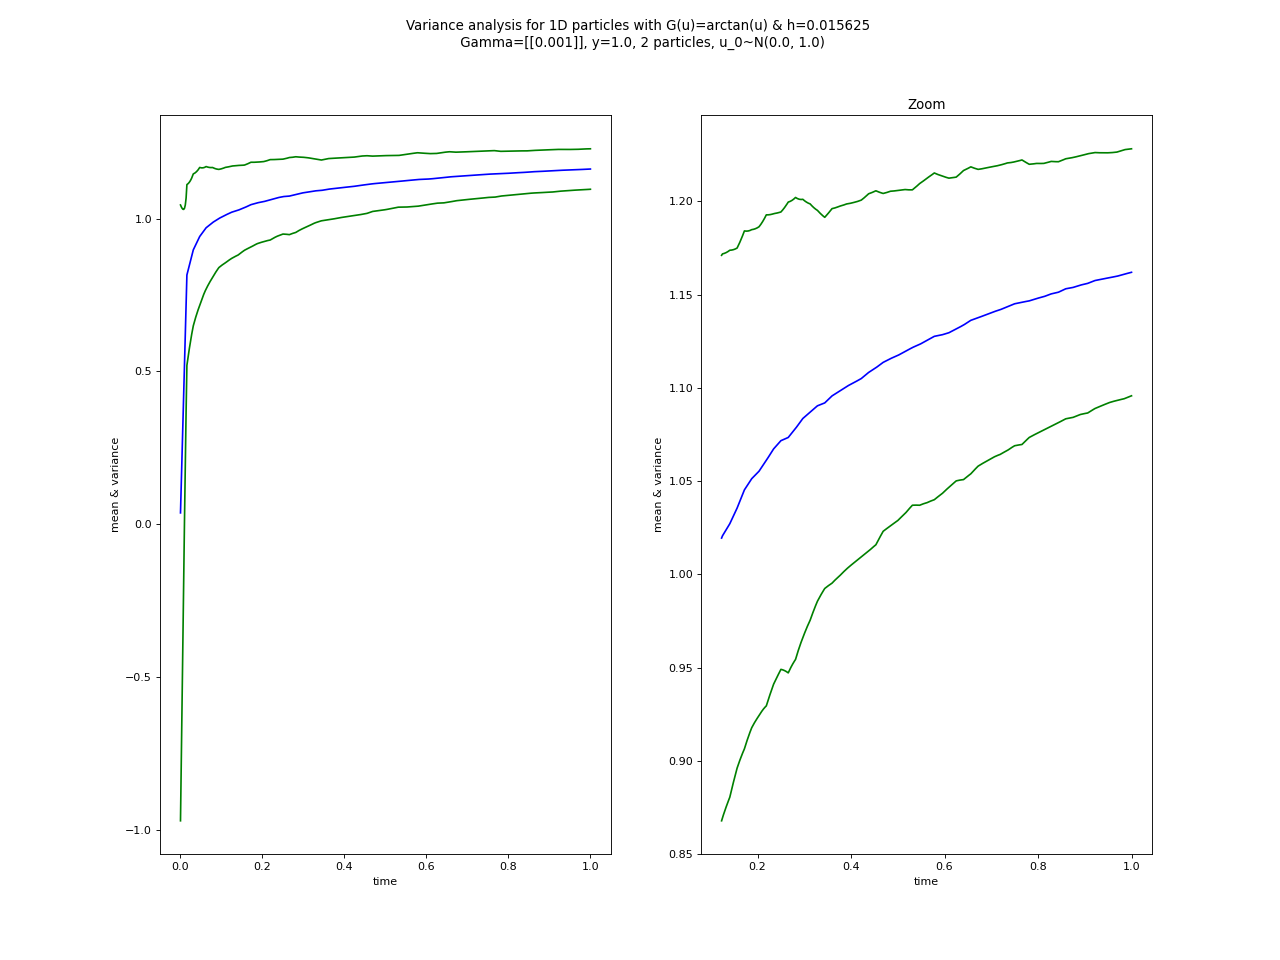 Variance analysis for 1D particles with G(u)=arctan(u) & h=0.015625
Gamma=[[0.001]], y=1.0, 2 particles, u_0~N(0.0, 1.0)
mean & variance
1.0
0.5
0.0
−0.5
−1.0
0.0 0.2 0.4 0.6 0.8 1.0
time
Zoom
mean & variance
1.20
1.15
1.10
1.05
1.00
0.95
0.90
0.85
0.2 0.4 0.6 0.8 1.0
time